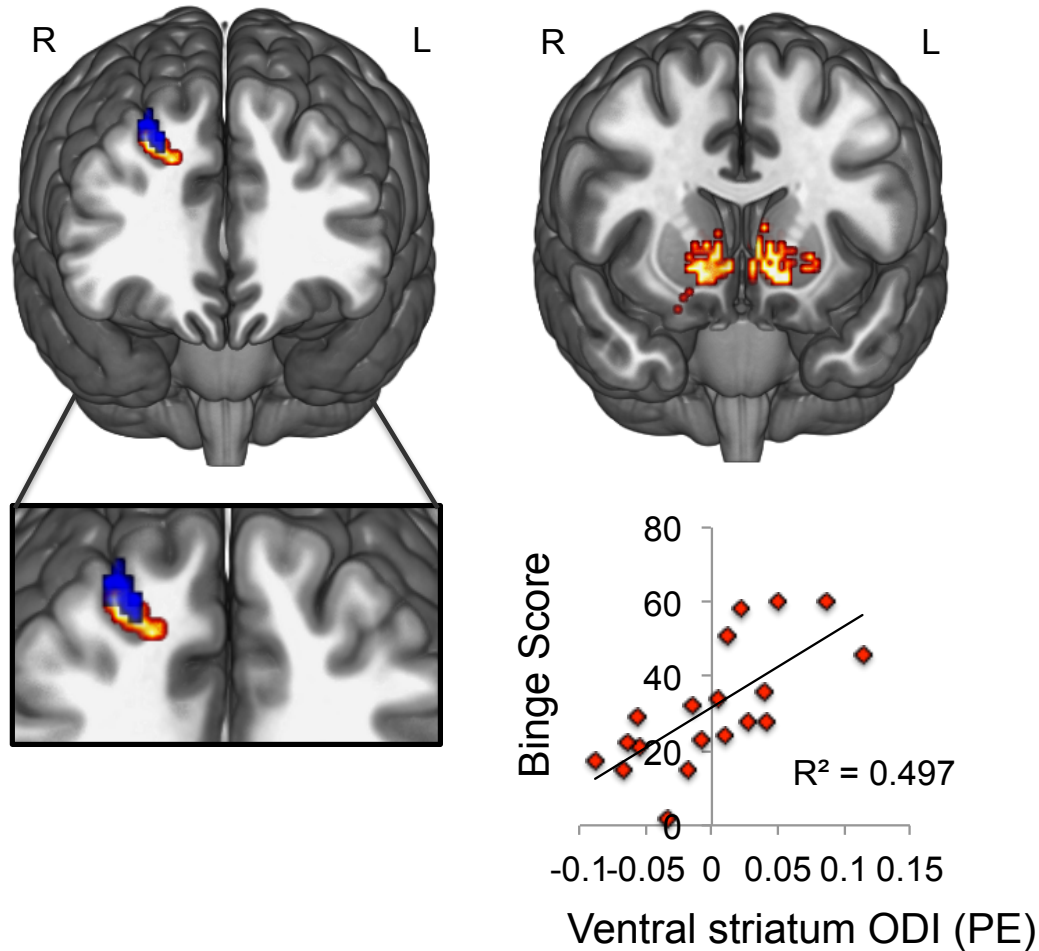 R L
R L
80
60
40
20
0
Binge Score
R² = 0.497
-0.1 -0.05 0 0.05 0.1 0.15
Ventral striatum ODI (PE)